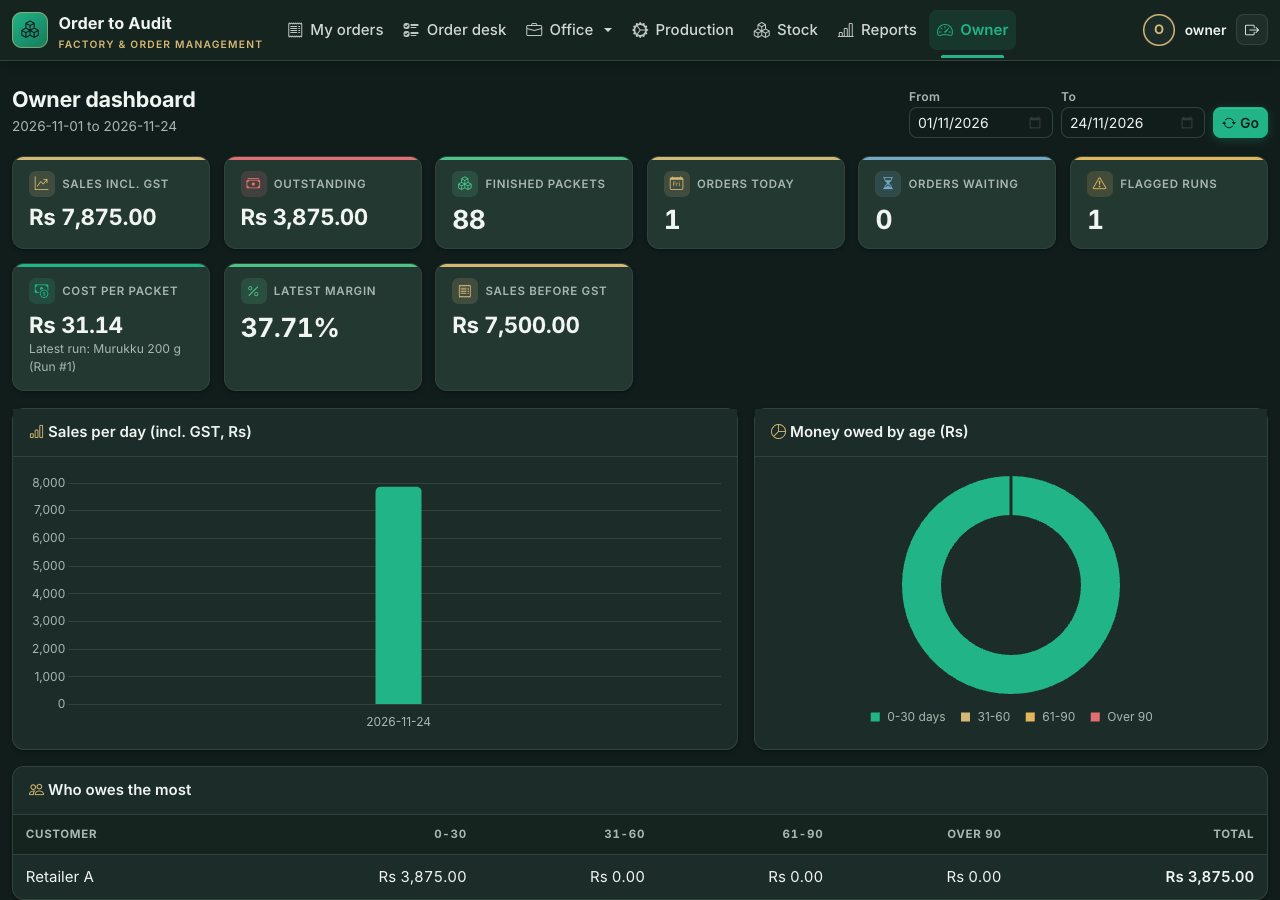 Order to Audit
FACTORY & ORDER MANAGEMENT
My orders
Order desk
Office
Production
Stock
Reports
Owner
O
owner
Owner dashboard
2026-11-01 to 2026-11-24
From
To
01/11/2026
24/11/2026
Go
SALES INCL. GST
Rs 7,875.00
OUTSTANDING
Rs 3,875.00
FINISHED PACKETS
88
Fri
ORDERS TODAY
1
ORDERS WAITING
0
FLAGGED RUNS
1
COST PER PACKET
Rs 31.14
Latest run: Murukku 200 g
(Run #1)
LATEST MARGIN
37.71%
SALES BEFORE GST
Rs 7,500.00
Sales per day (incl. GST, Rs)
8,000
7,000
6,000
5,000
4,000
3,000
2,000
1,000
0
2026-11-24
Money owed by age (Rs)
0-30 days
31-60
61-90
Over 90
Who owes the most
CUSTOMER 0-30 31-60 61-90 OVER 90 TOTAL
Retailer A Rs 3,875.00 Rs 0.00 Rs 0.00 Rs 0.00 Rs 3,875.00